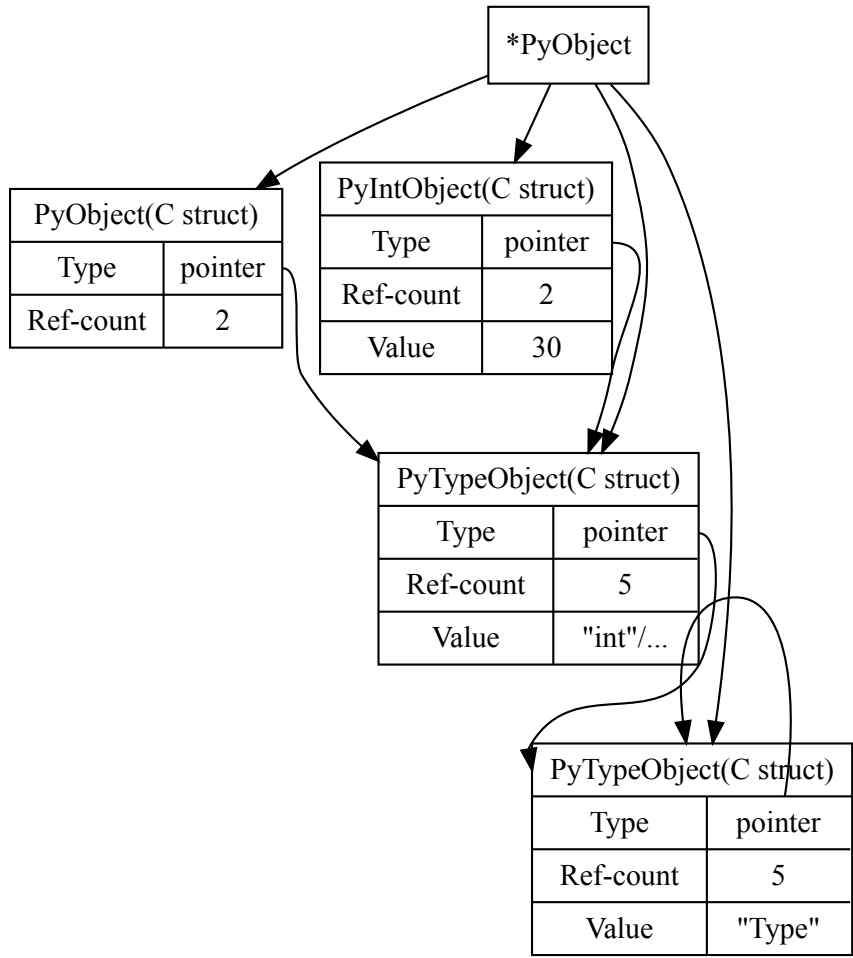 *PyObject
PyObject(C struct)
Type pointer
Ref-count 2
PyIntObject(C struct)
Type pointer
Ref-count 2
Value 30
PyTypeObject(C struct)
Type pointer
Ref-count 5
Value "int"/...
PyTypeObject(C struct)
Type pointer
Ref-count 5
Value "Type"